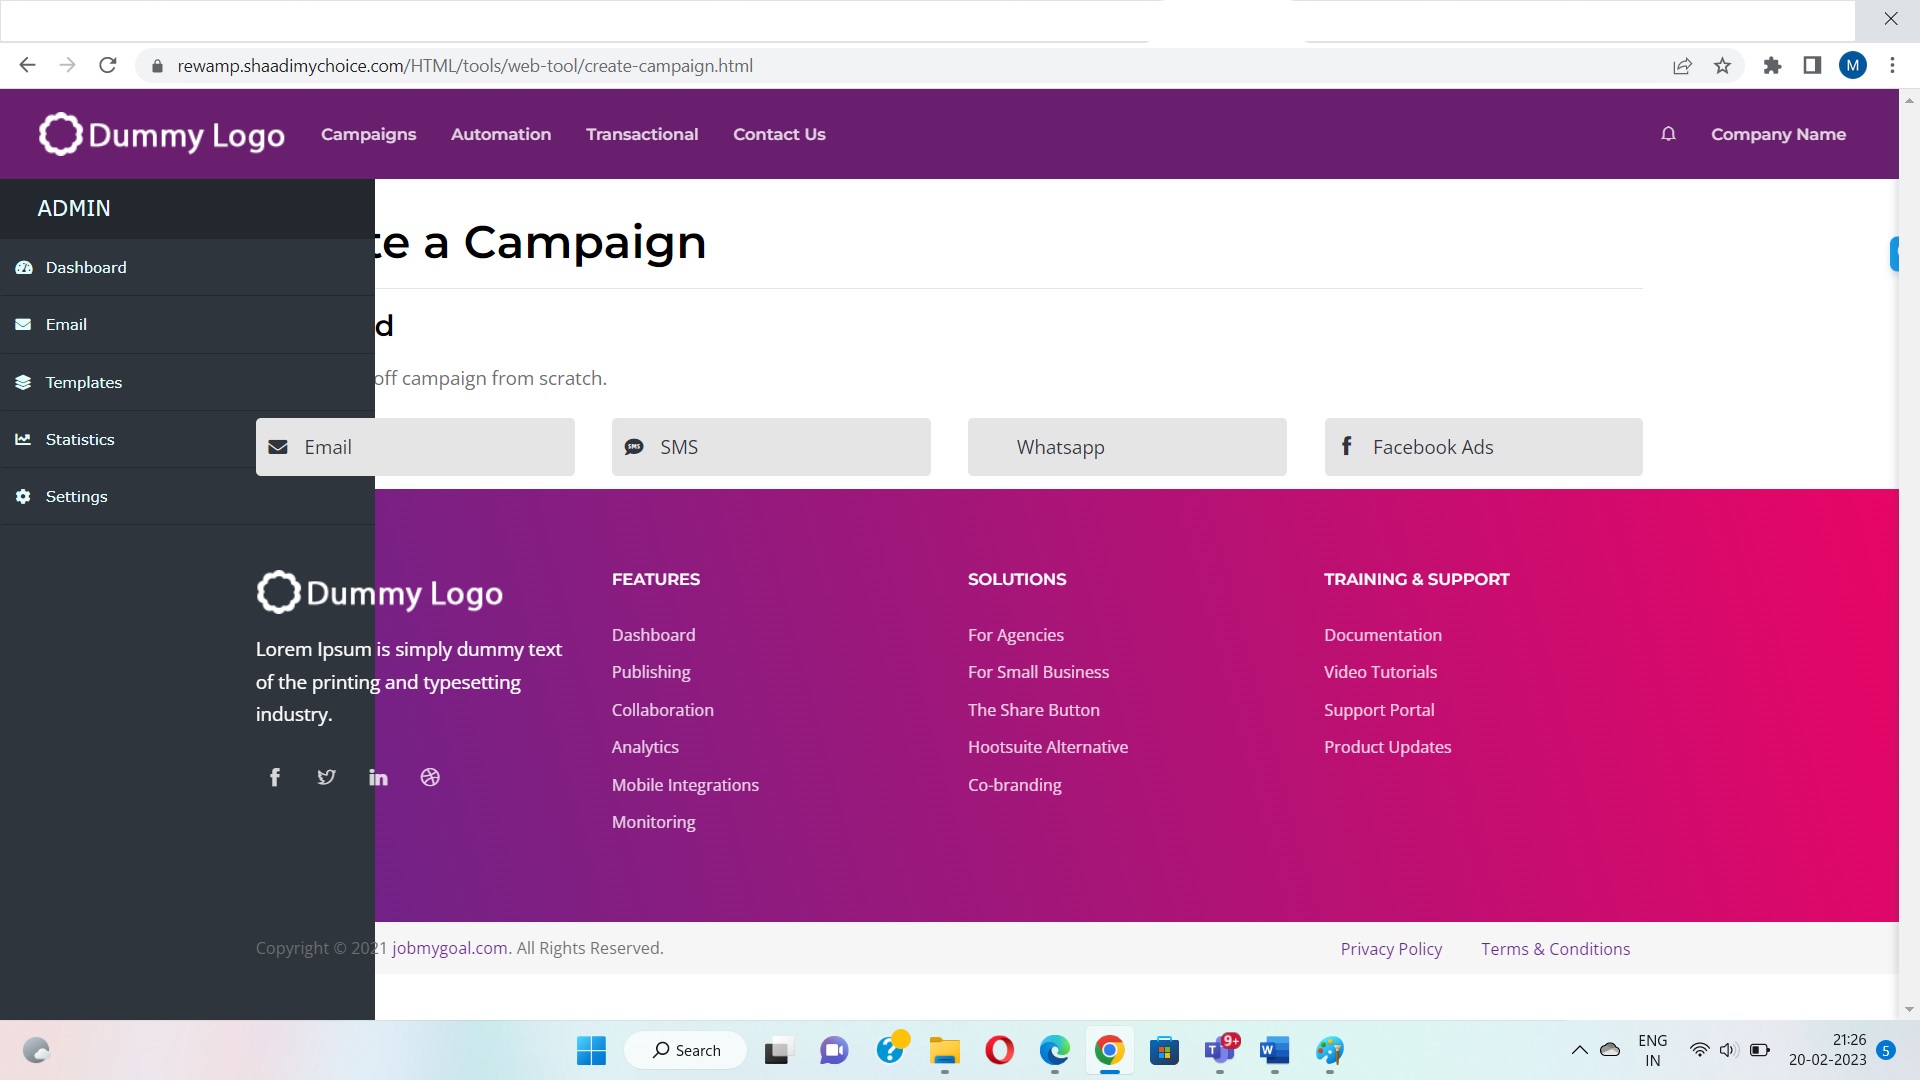 rewamp.shaadimychoice.com/HTML/tools/web-tool/create-campaign.html
M
Dummy Logo
Campaigns
Automation
Transactional
Contact Us
Company Name
ADMIN
Dashboard
Email
Templates
Statistics
Settings
te a Campaign
d
off campaign from scratch.
Email
SMS
SMS
Whatsapp
Facebook Ads
Dummy Logo
Lorem Ipsum is simply dummy text
of the printing and typesetting
industry.
FEATURES
Dashboard
Publishing
Collaboration
Analytics
Mobile Integrations
Monitoring
SOLUTIONS
For Agencies
For Small Business
The Share Button
Hootsuite Alternative
Co-branding
TRAINING & SUPPORT
Documentation
Video Tutorials
Support Portal
Product Updates
Copyright © 2021 jobmygoal.com. All Rights Reserved.
Privacy Policy
Terms & Conditions
Search
9+
ENG
IN
21:26
20-02-2023
5